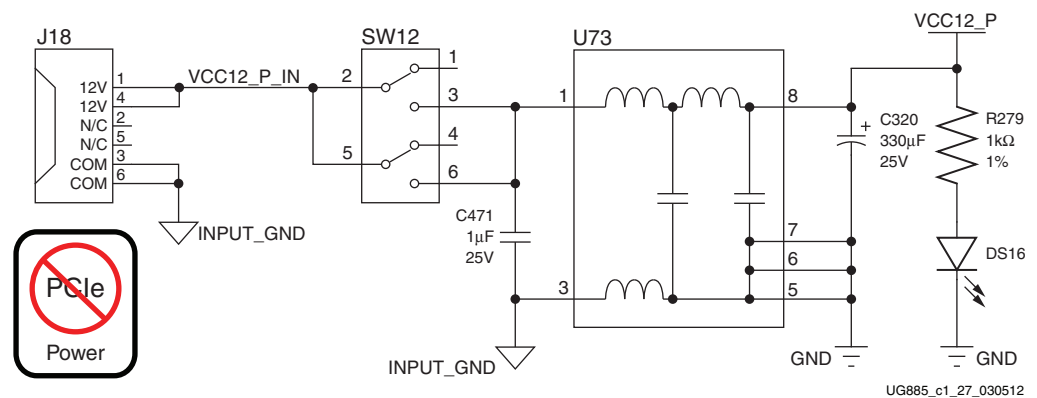 VCC12_P
J18
SW12
U73
12V 1
12V 4
N/C 2
N/C 5
COM 3
COM 6
VCC12_P_IN
2
1
3
5
4
6
1
8
3
7
6
5
INPUT_GND
C471
1µF
25V
INPUT_GND
+
C320
330µF
25V
R279
1kΩ
1%
DS16
GND
GND
PCIe
Power
UG885_c1_27_030512